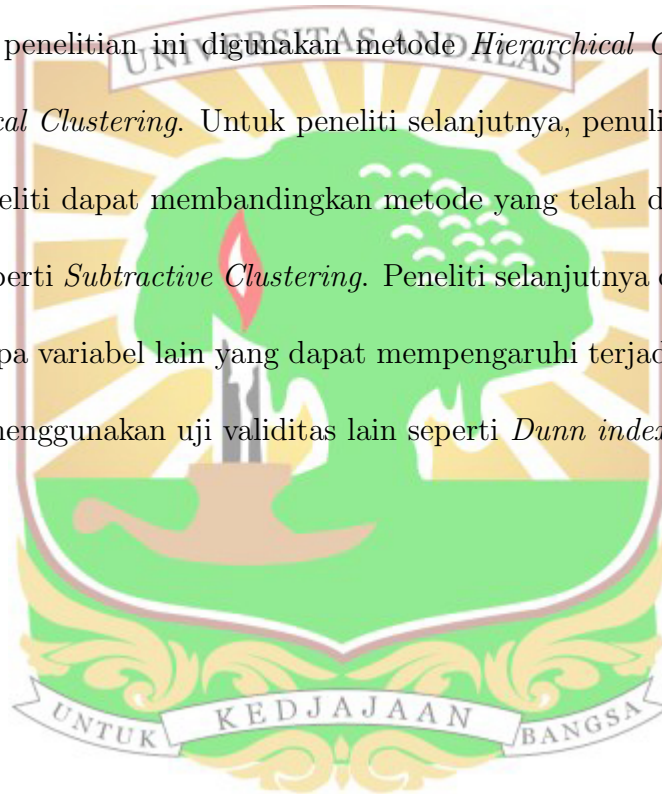 UNIVERSITAS ANDALAS
penelitian ini digunakan metode Hierarchical C
cal Clustering. Untuk peneliti selanjutnya, penuli
eliti dapat membandingkan metode yang telah d
perti Subtractive Clustering. Peneliti selanjutnya
pa variabel lain yang dapat mempengaruhi terjad
menggunakan uji validitas lain seperti Dunn index
UNTUK KEDJAJAAN BANGSA